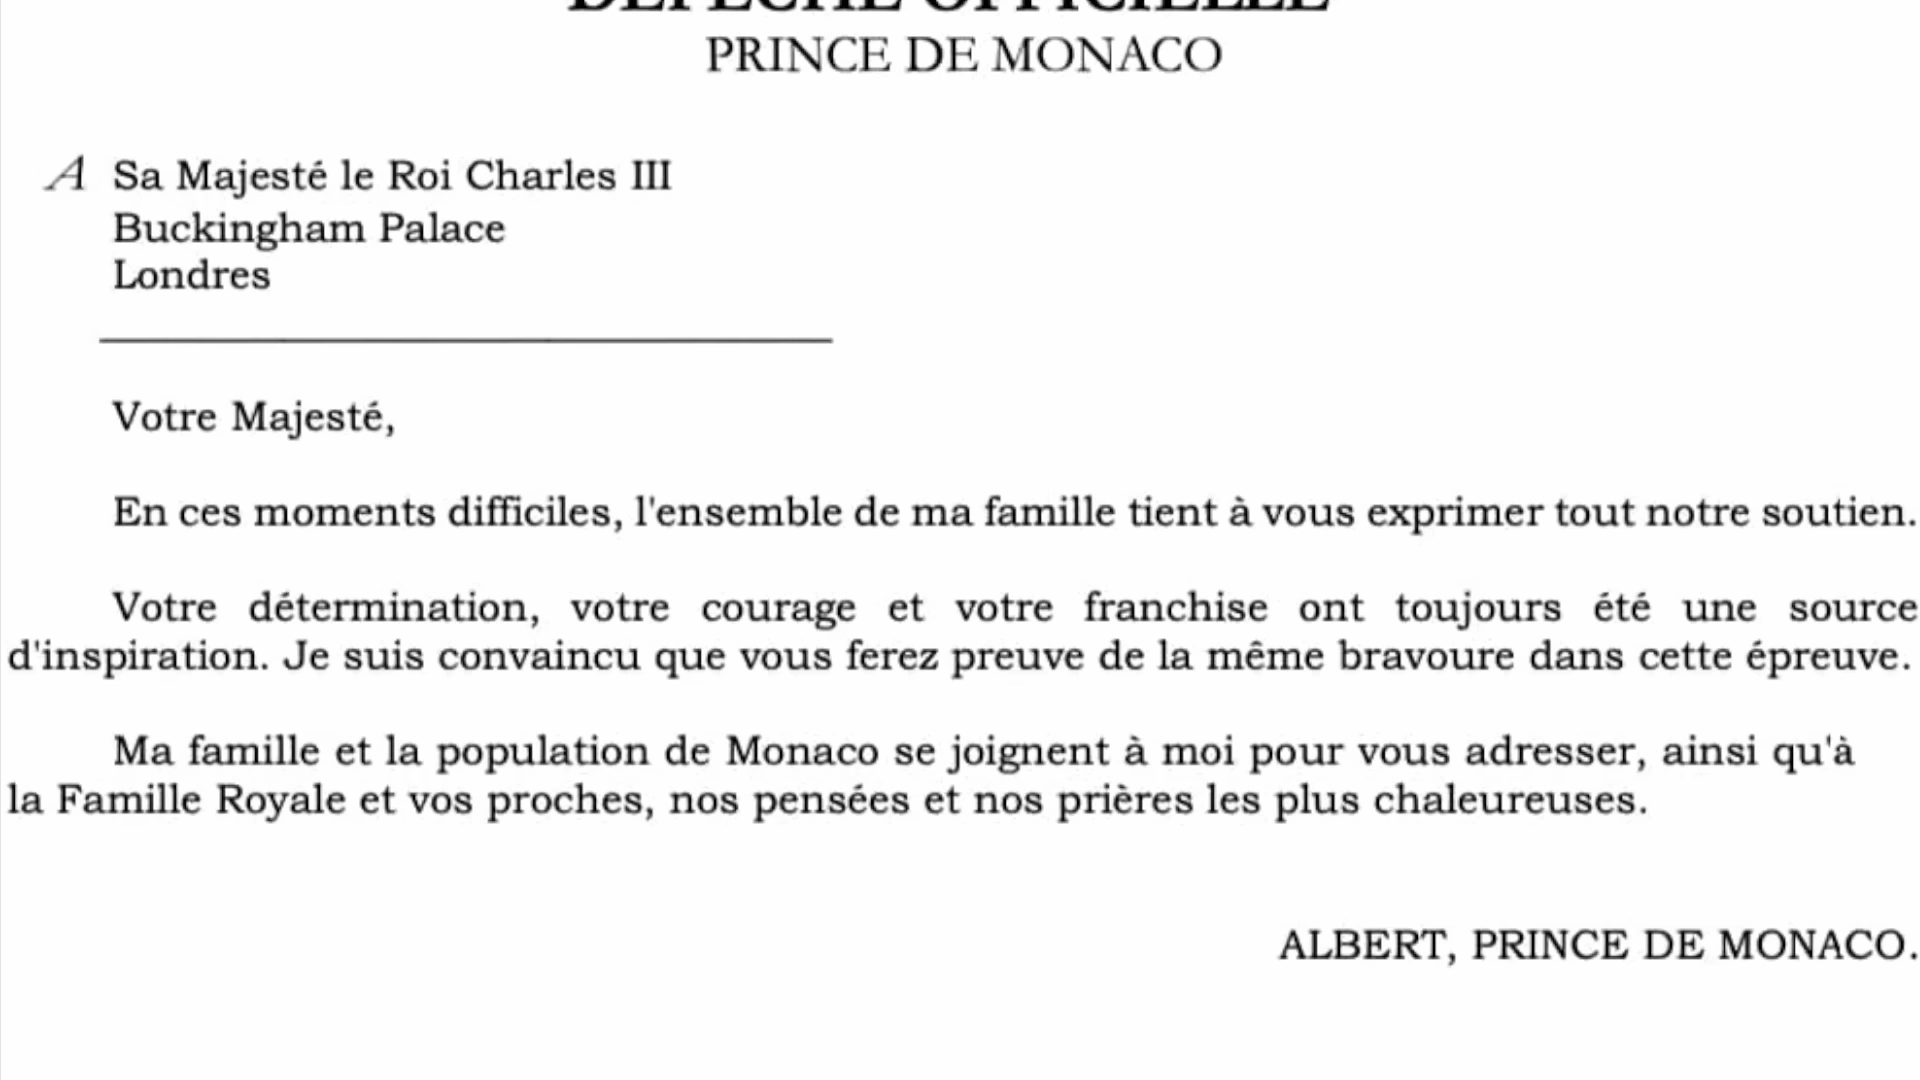 DÉPÊCHE OFFICIELLE
PRINCE DE MONACO
A Sa Majesté le Roi Charles III
Buckingham Palace
Londres
Votre Majesté,
En ces moments difficiles, l'ensemble de ma famille tient à vous exprimer tout notre soutien.
Votre détermination, votre courage et votre franchise ont toujours été une source
d'inspiration. Je suis convaincu que vous ferez preuve de la même bravoure dans cette épreuve.
Ma famille et la population de Monaco se joignent à moi pour vous adresser, ainsi qu'à
la Famille Royale et vos proches, nos pensées et nos prières les plus chaleureuses.
ALBERT, PRINCE DE MONACO.